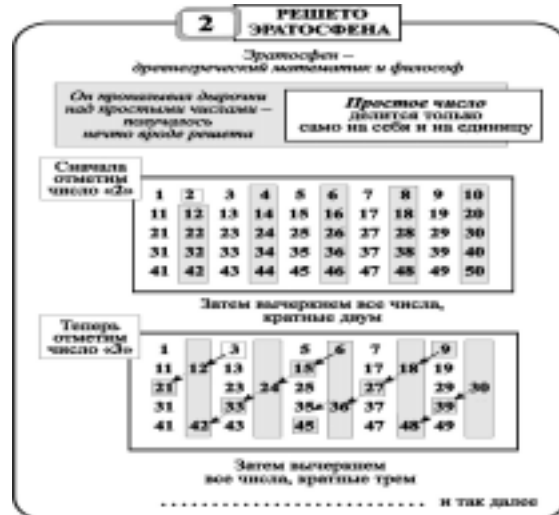 2
РЕШЕТО
ЭРАТОСФЕНА
Эратосфен –
древнегреческий математик и философ
Он прокалывал дырочки
над простыми числами –
получалось
нечто вроде решета
Простое число
делится только
само на себя и на единицу
Сначала
отметим
число «2»
1 2 3 4 5 6 7 8 9 10
11 12 13 14 15 16 17 18 19 20
21 22 23 24 25 26 27 28 29 30
31 32 33 34 35 36 37 38 39 40
41 42 43 44 45 46 47 48 49 50
Затем вычеркнем все числа,
кратные двум
Теперь
отметим
число «3»
1 3 5 6 7 9
11 12 13 15 17 18 19
21 23 24 25 27 29 30
31 33 35 36 37 39
41 42 43 45 47 48 49
Затем вычеркнем
все числа, кратные трем
. . . . . . . . . . . . . . . . . . . . . . . . . . . и так далее